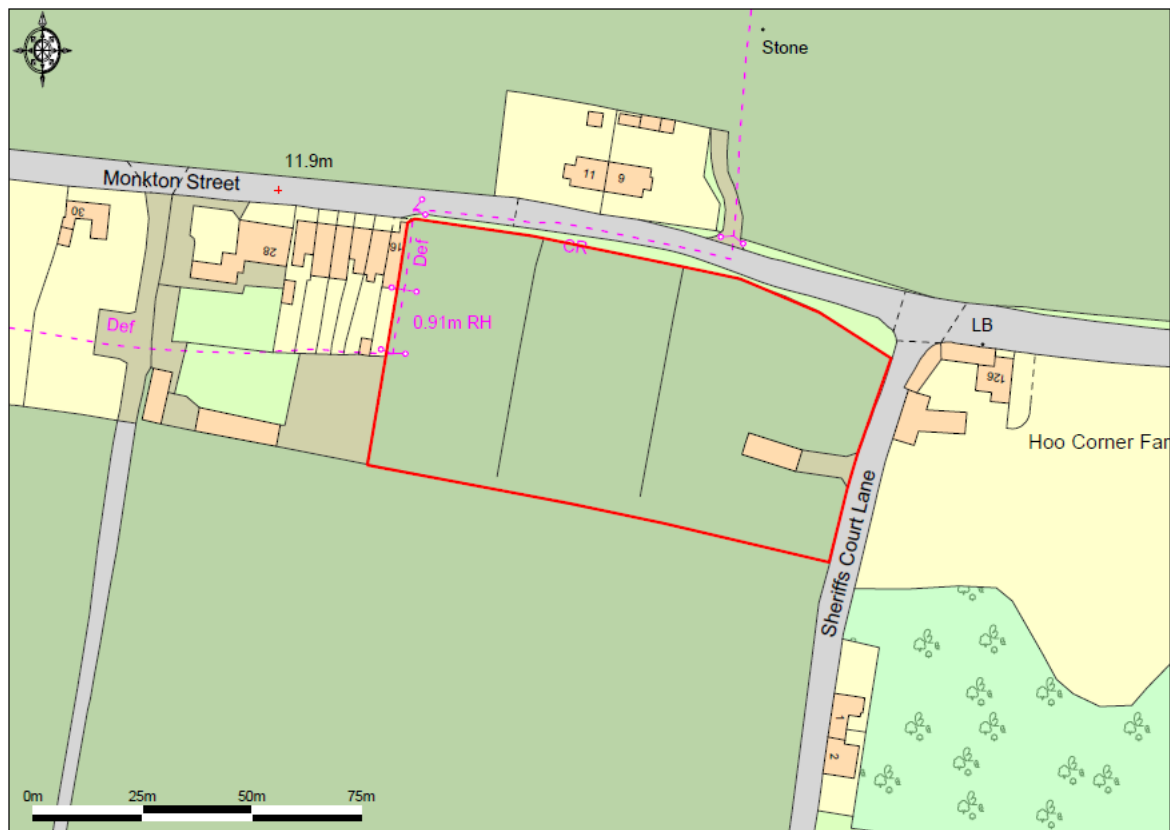 Stone
11.9m
Monkton Street
11
9
30
28
16
Def
CR
Def
0.91m RH
LB
126
Hoo Corner Far
Sheriffs Court Lane
1
2
0m
25m
50m
75m